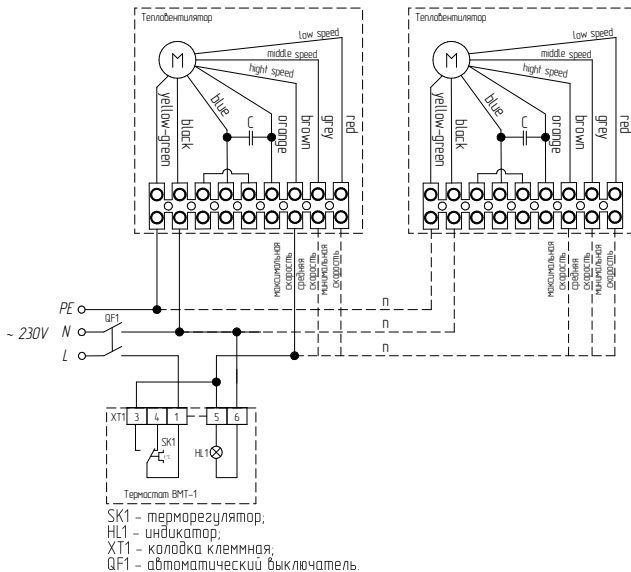 Тепловентилятор
Тепловентилятор
M
low speed
middle speed
hight speed
yellow-green
black
blue
C
orange
brown
grey
red
M
low speed
middle speed
hight speed
yellow-green
black
blue
C
orange
brown
grey
red
максимальная скорость
средняя скорость
минимальная скорость
максимальная скорость
средняя скорость
минимальная скорость
PE
n
~ 230V
N
QF1
n
L
n
XT1
3
4
1
5
6
SK1
t°C
HL1
Термостат ВМТ-1
SK1 - терморегулятор;
HL1 - индикатор;
XT1 - колодка клеммная;
QF1 - автоматический выключатель.